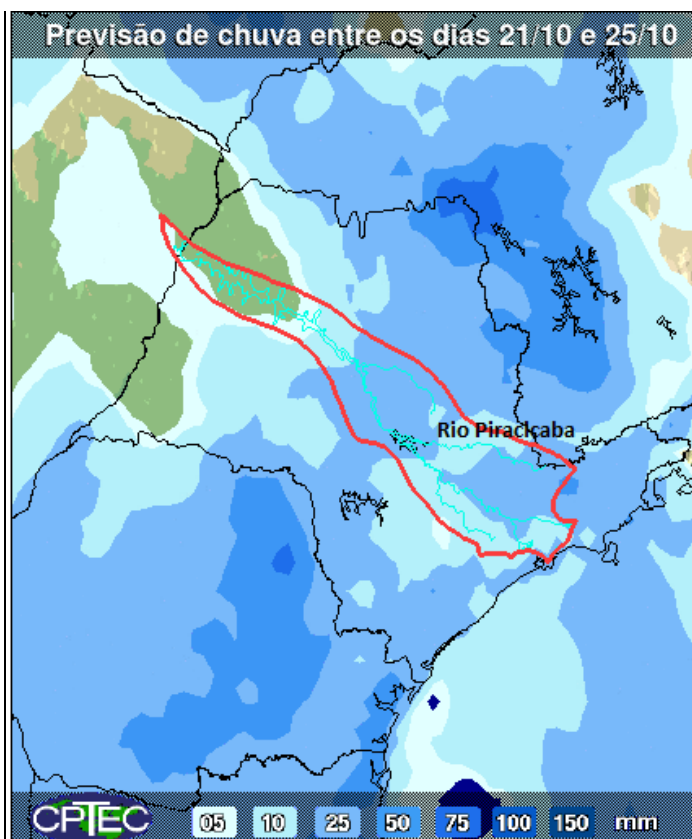 Previsão de chuva entre os dias 21/10 e 25/10
Rio Piracicaba
CPTEC 05 10 25 50 75 100 150 mm